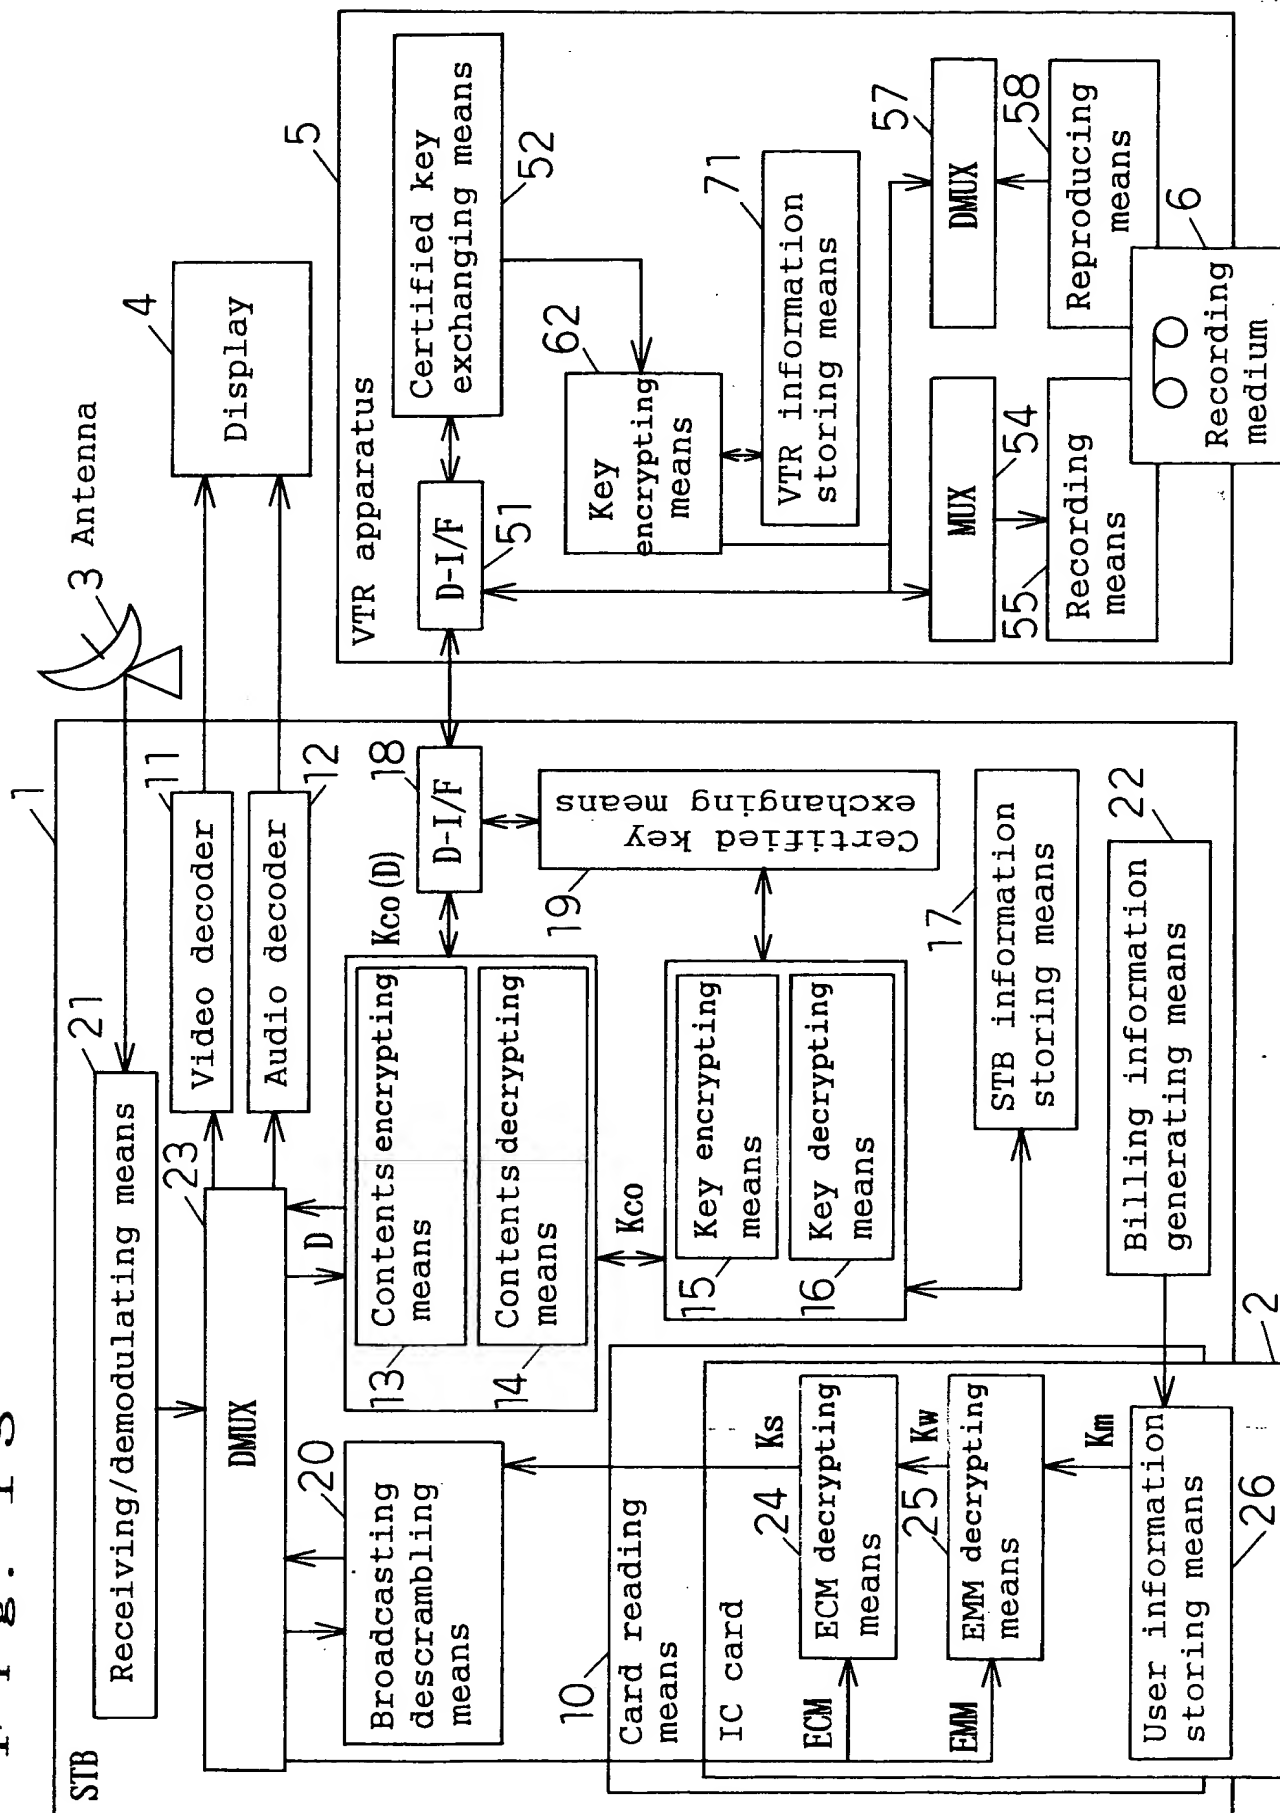 Fig. 13
STB
1
Receiving/demodulating means
21
3 Antenna
DMUX
23
Video decoder
11
Audio decoder
12
4
Display
Broadcasting
descrambling
means
20
D
Contents encrypting
means
13
Contents decrypting
means
14
Kco(D)
D-I/F
18
Certified key
exchanging means
19
Kco
Key encrypting
means
15
Key decrypting
means
16
STB information
storing means
17
Billing information
generating means
22
10
Card reading
means
IC card
2
ECM
ECM decrypting
means
24
Ks
EMM
EMM decrypting
means
25
Kw
Km
User information
storing means
26
5
VTR apparatus
D-I/F
51
Certified key
exchanging means
52
Key
encrypting
means
62
VTR information
storing means
71
MUX
54
DMUX
57
Recording
means
55
Reproducing
means
58
Recording
medium
6